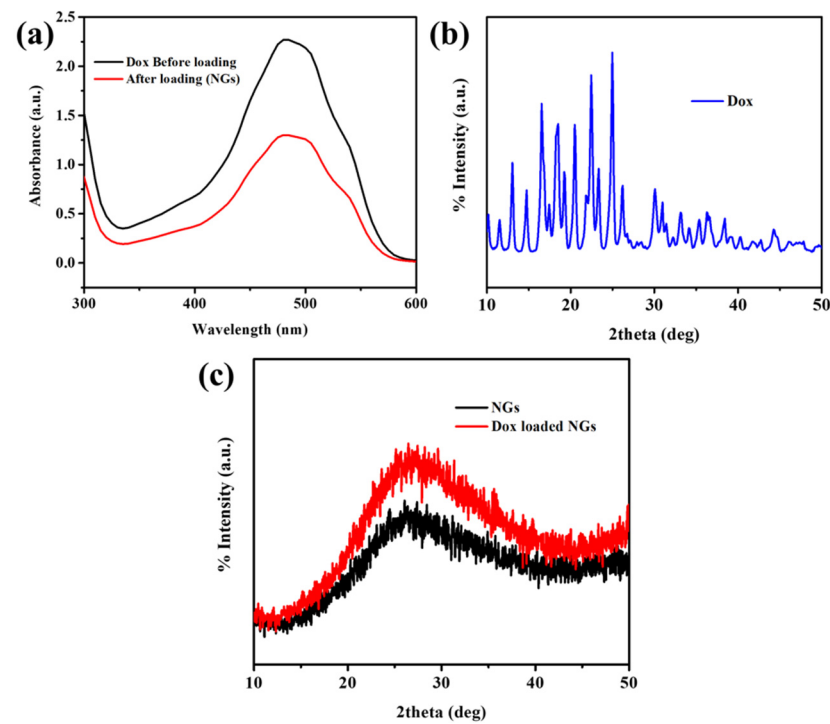 (a)
2.5
2.0
1.5
1.0
0.5
0.0
Absorbance (a.u.)
Dox Before loading
After loading (NGs)
300
400
500
600
Wavelength (nm)
(b)
% Intensity (a.u.)
Dox
10
20
30
40
50
2theta (deg)
(c)
% Intensity (a.u.)
NGs
Dox loaded NGs
10
20
30
40
50
2theta (deg)